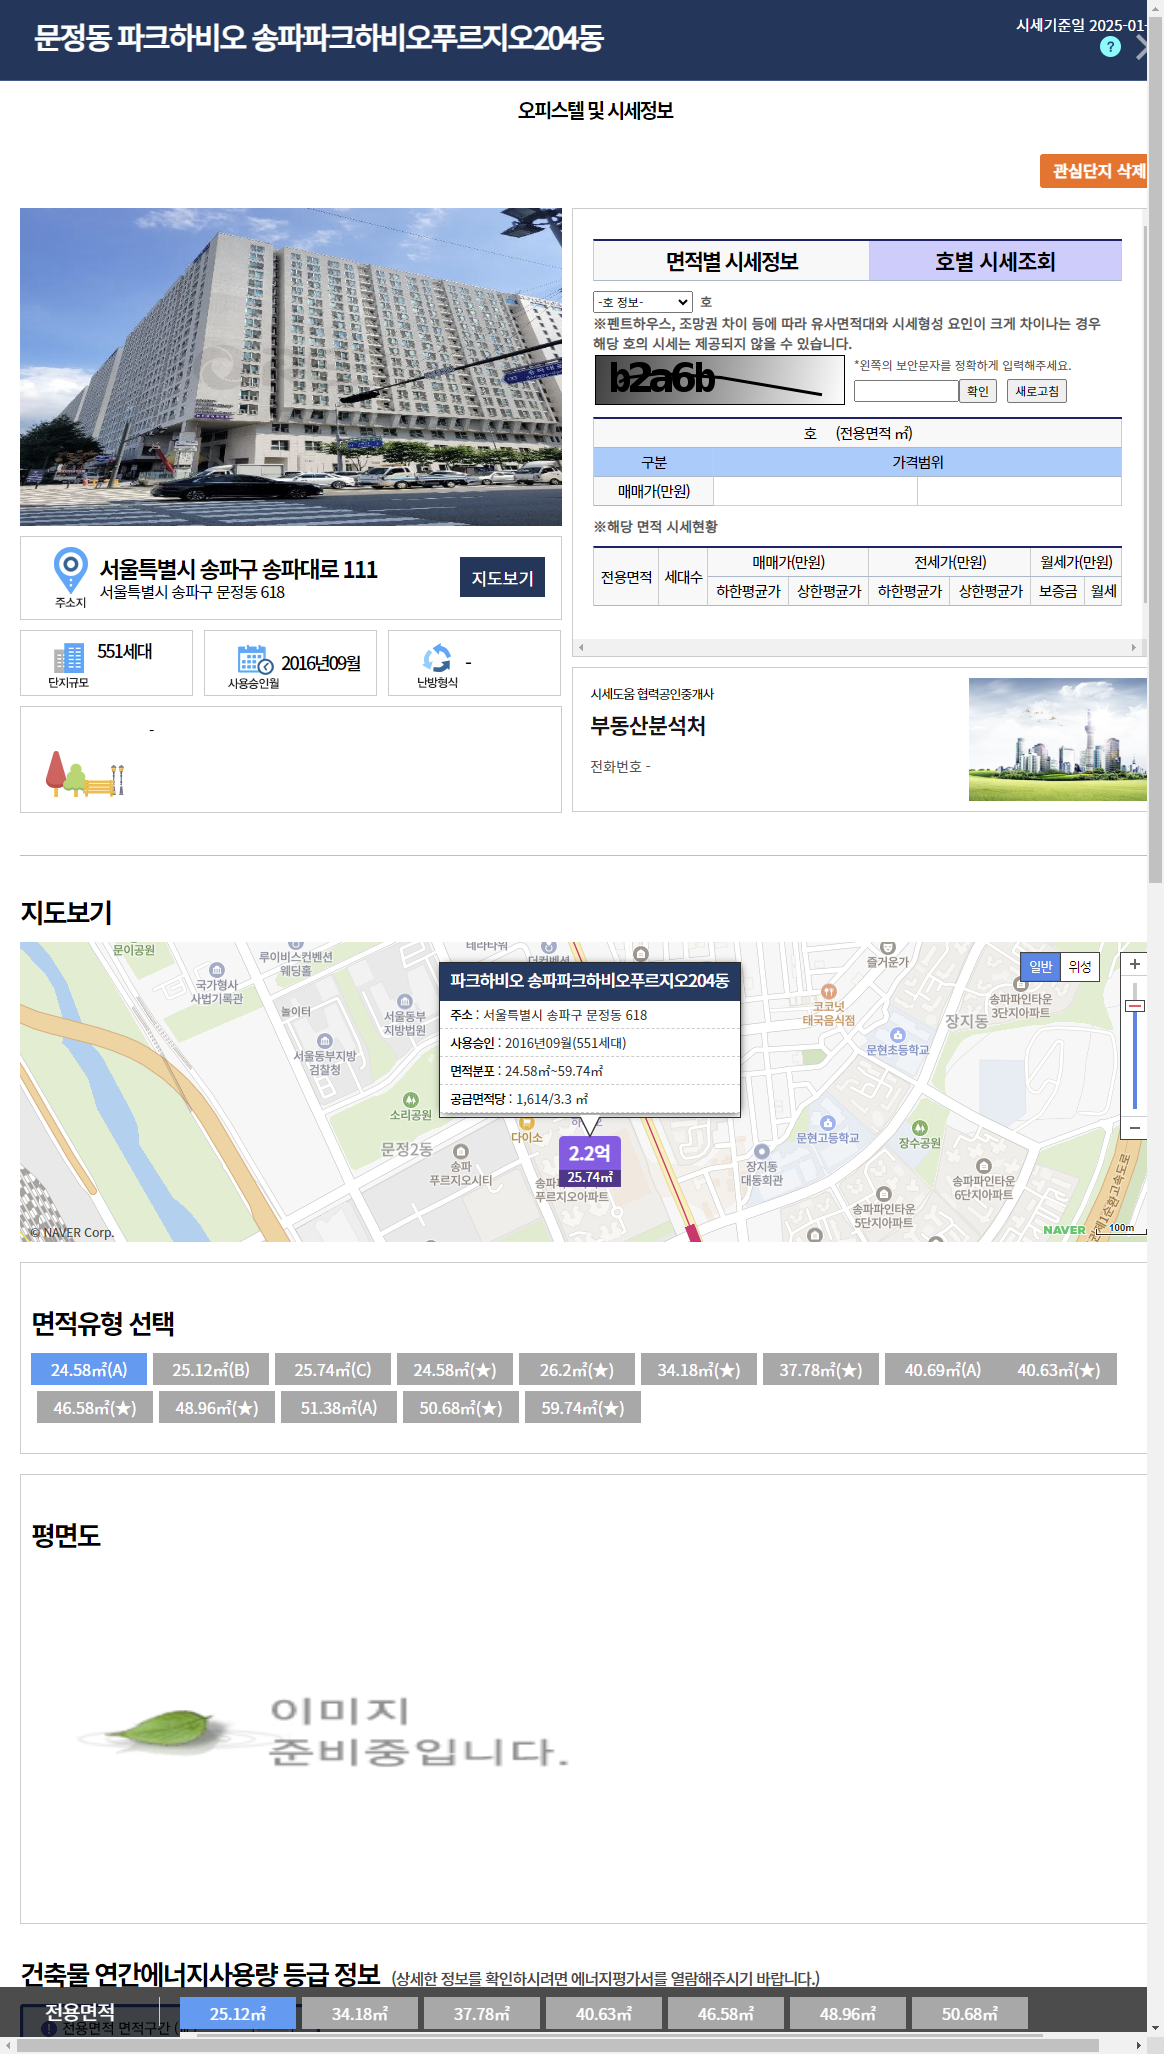 문정동 파크하비오 송파파크하비오푸르지오204동
시세기준일 2025-01-
?
오피스텔 및 시세정보
관심단지 삭제
면적별 시세정보
호별 시세조회
-호 정보-
호
※펜트하우스, 조망권 차이 등에 따라 유사면적대와 시세형성 요인이 크게 차이나는 경우
해당 호의 시세는 제공되지 않을 수 있습니다.
b2a6b
*왼쪽의 보안문자를 정확하게 입력해주세요.
확인
새로고침
호 (전용면적 ㎡)
구분 가격범위
매매가(만원)
※해당 면적 시세현황
전용면적 세대수 매매가(만원) 전세가(만원) 월세가(만원)
하한평균가 상한평균가 하한평균가 상한평균가 보증금 월세
주소지
서울특별시 송파구 송파대로 111
서울특별시 송파구 문정동 618
지도보기
단지규모
551세대
사용승인월
2016년09월
난방형식
-
-
시세도움 협력공인중개사
부동산분석처
전화번호 -
지도보기
문이공원
루이비스컨벤션
웨딩홀
테라타워
더컨벤션
즐거운가
국가형사
사법기록관
놀이터
서울동부
지방법원
서울동부지방
검찰청
소리공원
문정2동
송파
푸르지오시티
다이소
푸르지오아파트
장지동
대동회관
코코넛
태국음식점
문현초등학교
문현고등학교
장수공원
장지동
송파파인타운
3단지아파트
송파파인타운
6단지아파트
송파파인타운
5단지아파트
일반
위성
파크하비오 송파파크하비오푸르지오204동
주소 : 서울특별시 송파구 문정동 618
사용승인 : 2016년09월(551세대)
면적분포 : 24.58㎡~59.74㎡
공급면적당 : 1,614/3.3 ㎡
2.2억
25.74㎡
© NAVER Corp.
NAVER
100m
면적유형 선택
24.58㎡(A) 25.12㎡(B) 25.74㎡(C) 24.58㎡(★) 26.2㎡(★) 34.18㎡(★) 37.78㎡(★) 40.69㎡(A) 40.63㎡(★)
46.58㎡(★) 48.96㎡(★) 51.38㎡(A) 50.68㎡(★) 59.74㎡(★)
평면도
이미지
준비중입니다.
건축물 연간에너지사용량 등급 정보 (상세한 정보를 확인하시려면 에너지평가서를 열람해주시기 바랍니다.)
전용면적 25.12㎡ 34.18㎡ 37.78㎡ 40.63㎡ 46.58㎡ 48.96㎡ 50.68㎡
전용면적 면적구간